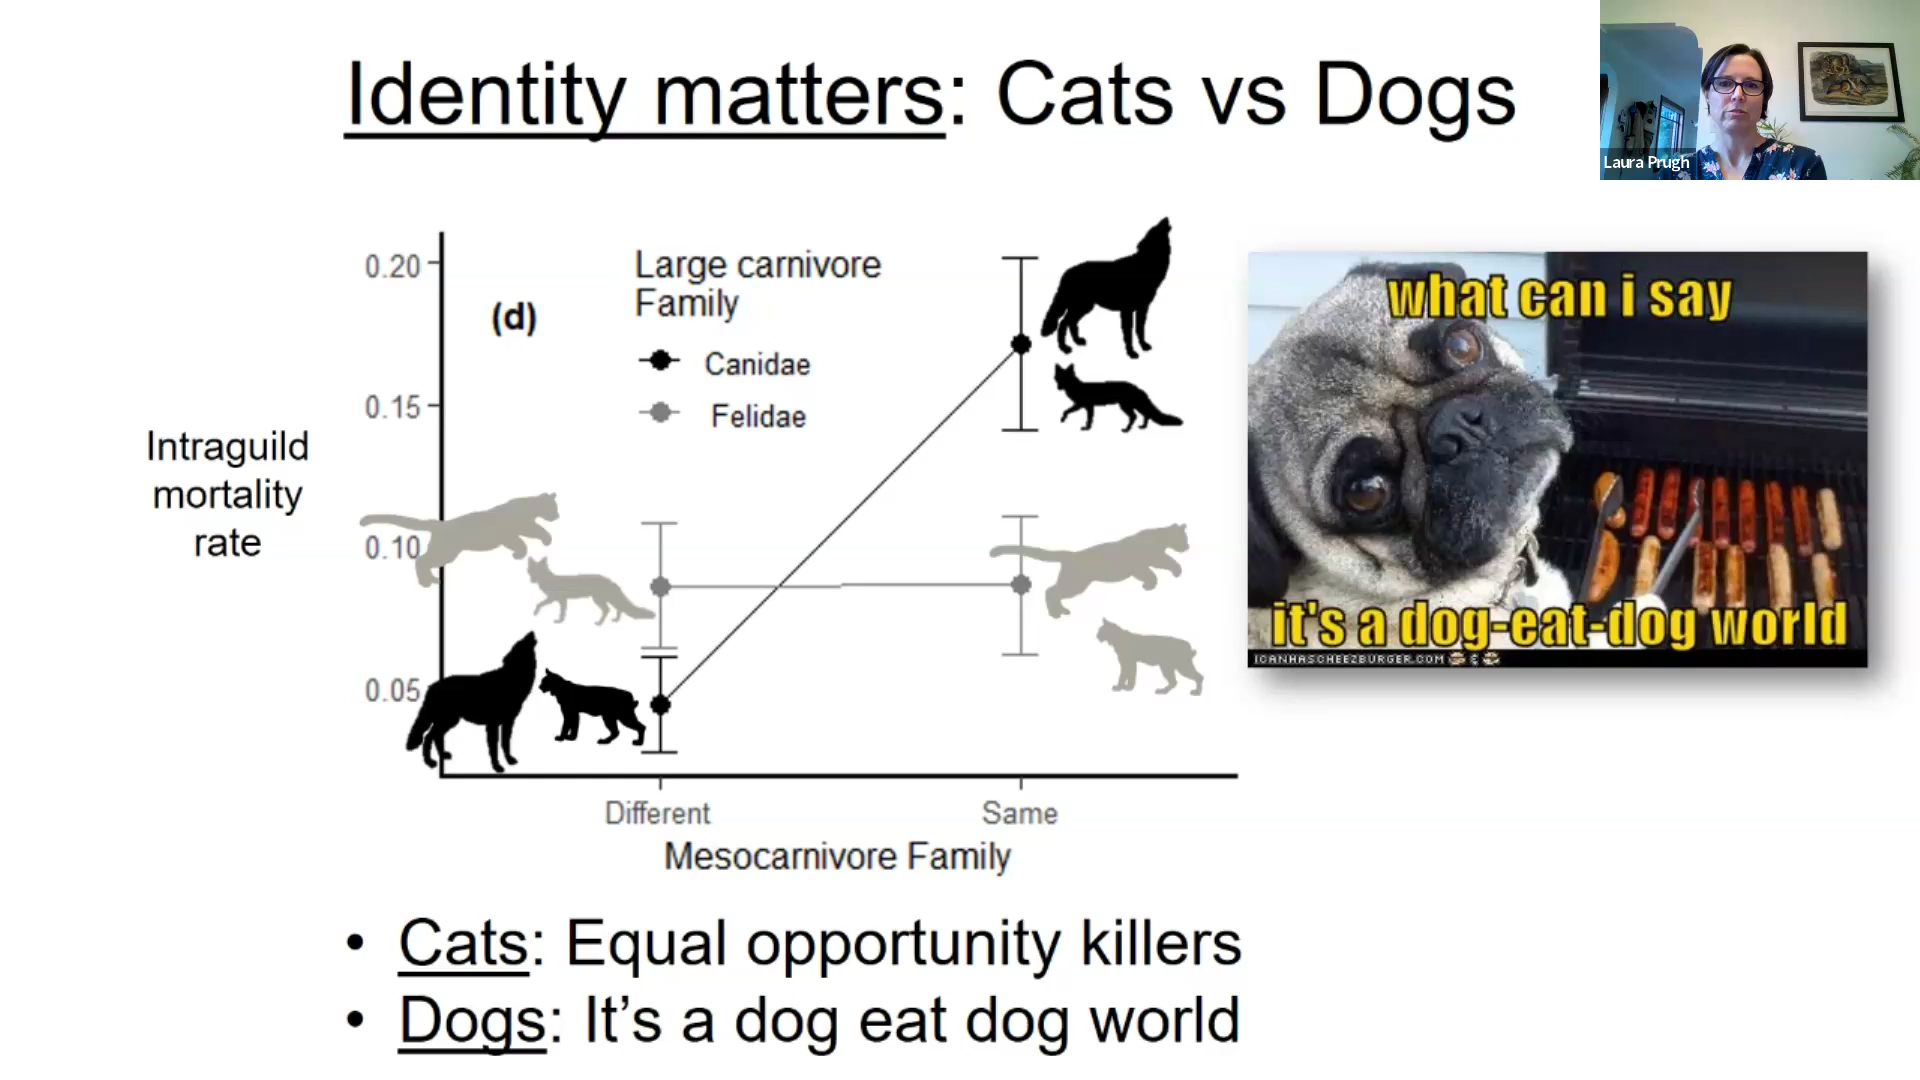 Identity matters: Cats vs Dogs
Laura Prugh
Intraguild
mortality
rate
0.20
0.15
0.10
0.05
(d)
Large carnivore
Family
Canidae
Felidae
Different
Same
Mesocarnivore Family
what can i say
it's a dog-eat-dog world
ICANHASCHEEZBURGER.COM
• Cats: Equal opportunity killers
• Dogs: It’s a dog eat dog world